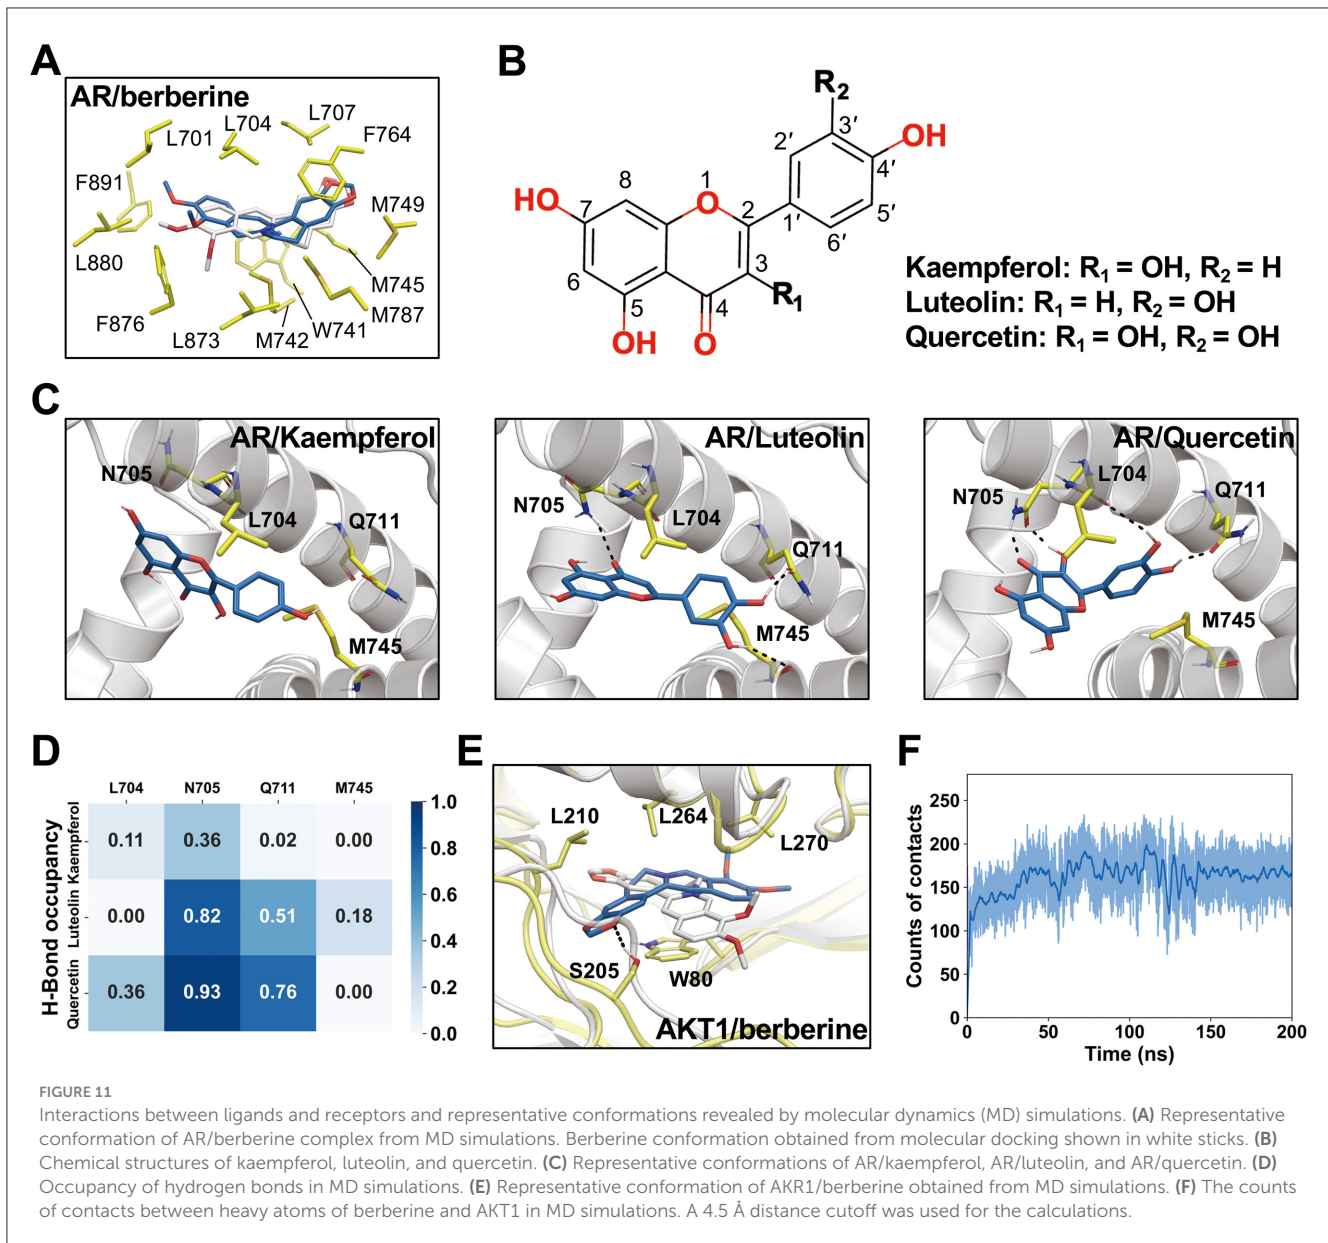 A
AR/berberine
L701
L704
L707
F764
F891
M749
L880
M745
F876
L873
M742
W741
M787
B
R2
3′
2′
OH
4′
HO
8
1
O
7
2
1′
5′
6′
6
3
R1
5
4
OH
O
Kaempferol: R1 = OH, R2 = H
Luteolin: R1 = H, R2 = OH
Quercetin: R1 = OH, R2 = OH
C
AR/Kaempferol
N705
L704
Q711
M745
AR/Luteolin
N705
L704
Q711
M745
AR/Quercetin
L704
N705
Q711
M745
D
L704 N705 Q711 M745
H-Bond occupancy
Kaempferol
0.11 0.36 0.02 0.00
Luteolin
0.00 0.82 0.51 0.18
Quercetin
0.36 0.93 0.76 0.00
1.0
0.8
0.6
0.4
0.2
0.0
E
L210
L264
L270
S205
W80
AKT1/berberine
F
Counts of contacts
250
200
150
100
50
0
0 50 100 150 200
Time (ns)
FIGURE 11
Interactions between ligands and receptors and representative conformations revealed by molecular dynamics (MD) simulations. (A) Representative
conformation of AR/berberine complex from MD simulations. Berberine conformation obtained from molecular docking shown in white sticks. (B)
Chemical structures of kaempferol, luteolin, and quercetin. (C) Representative conformations of AR/kaempferol, AR/luteolin, and AR/quercetin. (D)
Occupancy of hydrogen bonds in MD simulations. (E) Representative conformation of AKR1/berberine obtained from MD simulations. (F) The counts
of contacts between heavy atoms of berberine and AKT1 in MD simulations. A 4.5 Å distance cutoff was used for the calculations.